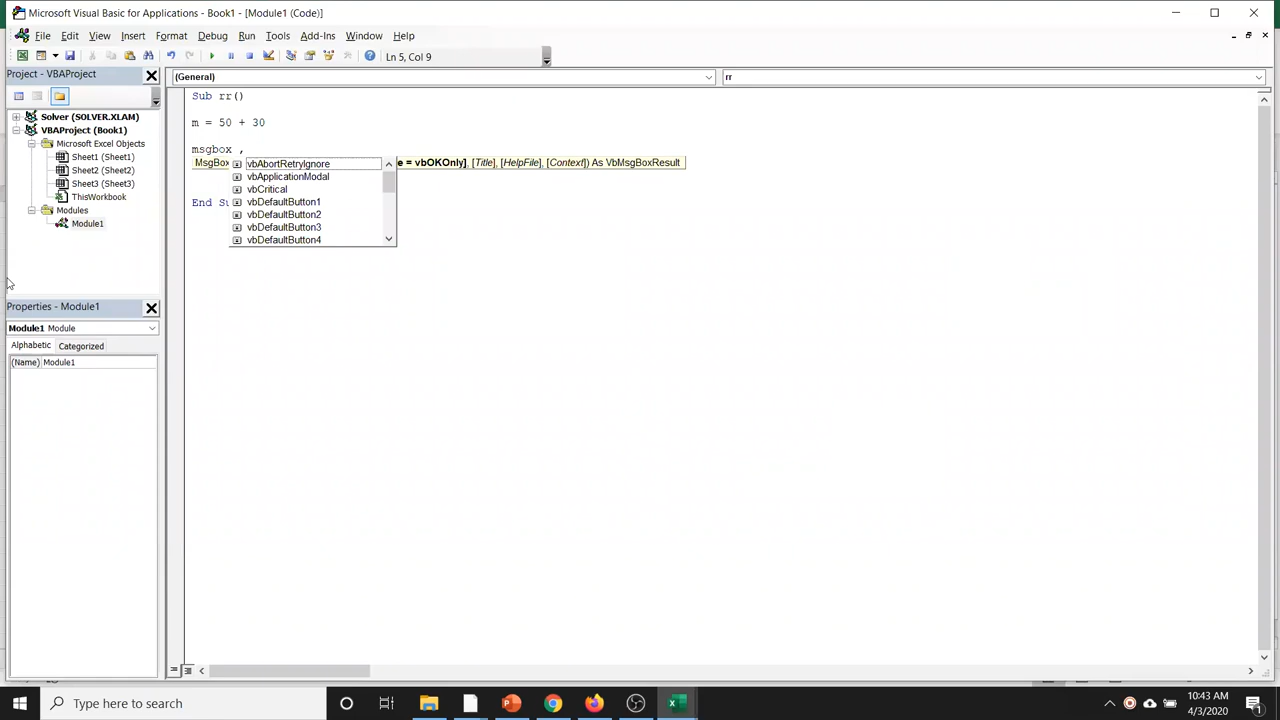 Microsoft Visual Basic for Applications - Book1 - [Module1 (Code)]
File Edit View Insert Format Debug Run Tools Add-Ins Window Help
Ln 5, Col 9
Project - VBAProject
(General)
rr
Solver (SOLVER.XLAM)
VBAProject (Book1)
Microsoft Excel Objects
Sheet1 (Sheet1)
Sheet2 (Sheet2)
Sheet3 (Sheet3)
ThisWorkbook
Modules
Module1
Sub rr()
m = 50 + 30
msgbox ,
MsgBox
e = vbOKOnly], [Title], [HelpFile], [Context]) As VbMsgBoxResult
vbAbortRetryIgnore
vbApplicationModal
vbCritical
vbDefaultButton1
vbDefaultButton2
vbDefaultButton3
vbDefaultButton4
End Su
Properties - Module1
Module1 Module
Alphabetic Categorized
(Name) Module1
Type here to search
10:43 AM
4/3/2020
1